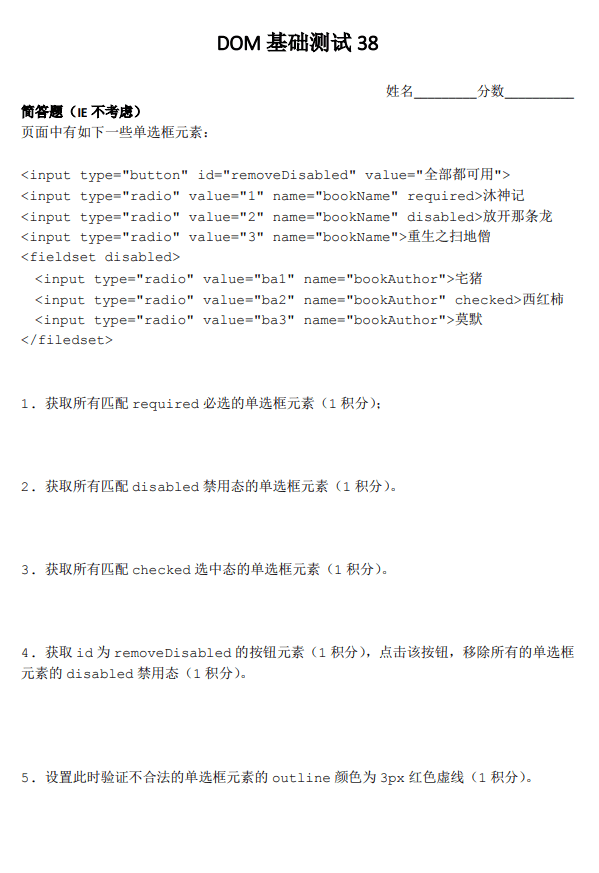 DOM 基础测试 38
姓名_________分数__________
简答题（IE 不考虑）
页面中有如下一些单选框元素：
<input type="button" id="removeDisabled" value="全部都可用">
<input type="radio" value="1" name="bookName" required>沐神记
<input type="radio" value="2" name="bookName" disabled>放开那条龙
<input type="radio" value="3" name="bookName">重生之扫地僧
<fieldset disabled>
<input type="radio" value="ba1" name="bookAuthor">宅猪
<input type="radio" value="ba2" name="bookAuthor" checked>西红柿
<input type="radio" value="ba3" name="bookAuthor">莫默
</filedset>
1. 获取所有匹配 required 必选的单选框元素（1 积分）；
2. 获取所有匹配 disabled 禁用态的单选框元素（1 积分）。
3. 获取所有匹配 checked 选中态的单选框元素（1 积分）。
4. 获取 id 为 removeDisabled 的按钮元素（1 积分），点击该按钮，移除所有的单选框
元素的 disabled 禁用态（1 积分）。
5. 设置此时验证不合法的单选框元素的 outline 颜色为 3px 红色虚线（1 积分）。